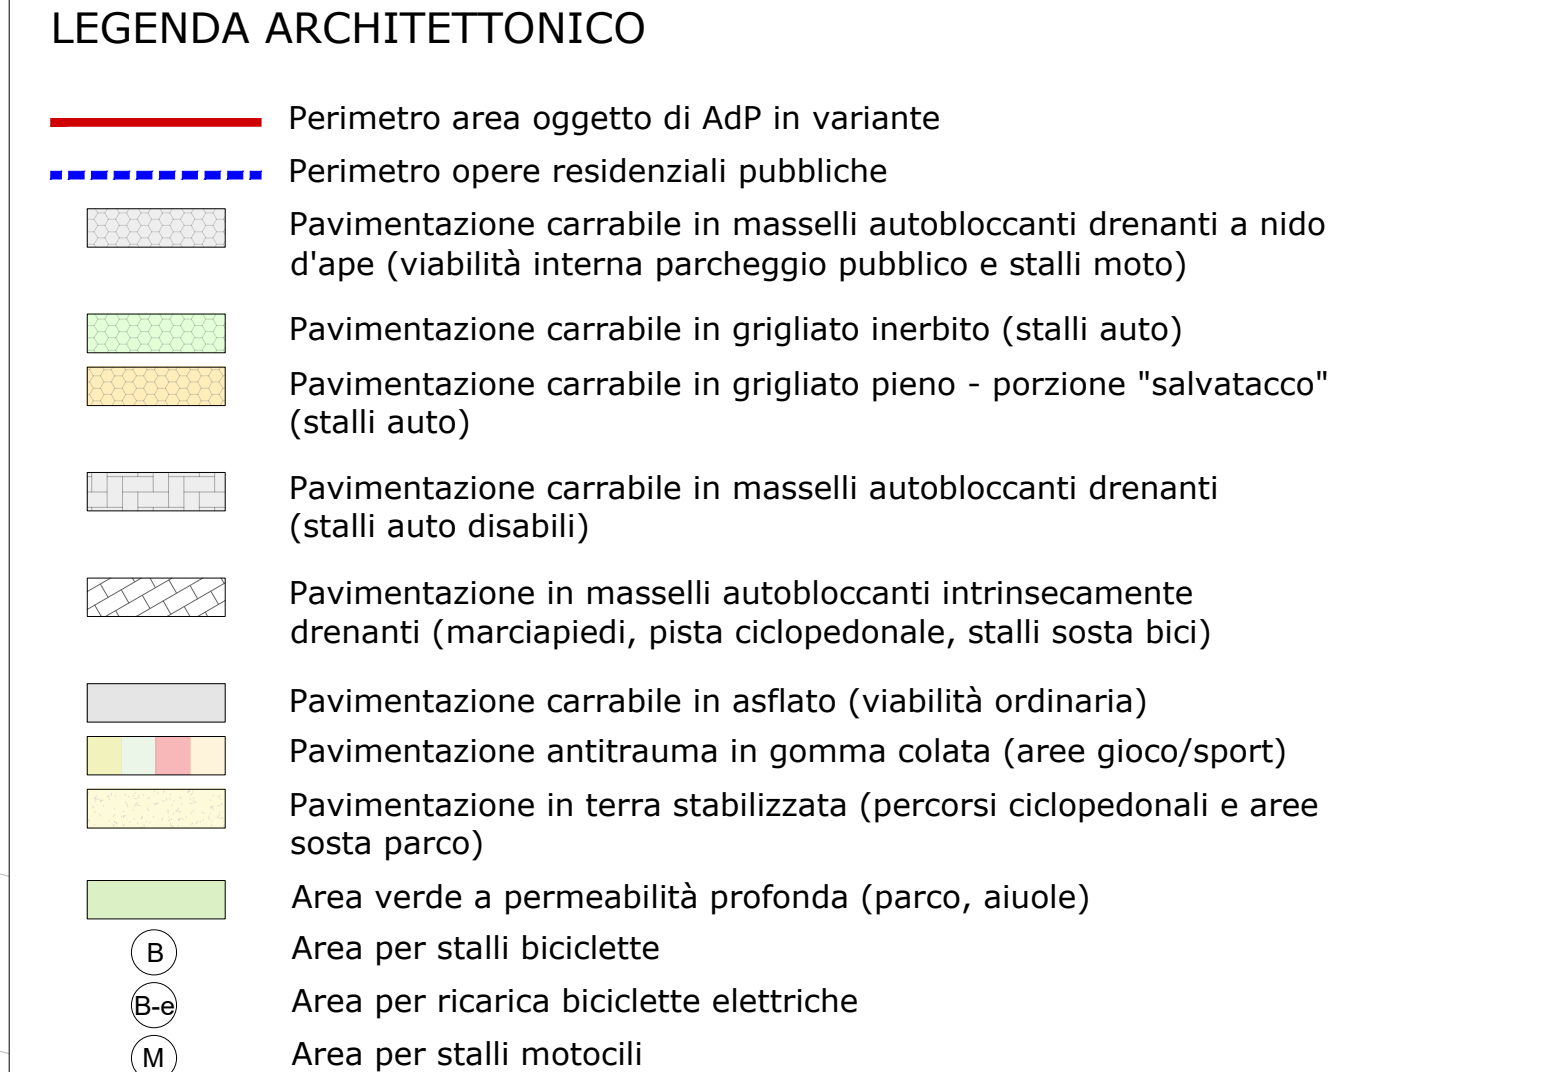 LEGENDA ARCHITETTONICO
Perimetro area oggetto di AdP in variante
Perimetro opere residenziali pubbliche
Pavimentazione carrabile in masselli autobloccanti drenanti a nido
d'ape (viabilità interna parcheggio pubblico e stalli moto)
Pavimentazione carrabile in grigliato inerbito (stalli auto)
Pavimentazione carrabile in grigliato pieno - porzione "salvatacco"
(stalli auto)
Pavimentazione carrabile in masselli autobloccanti drenanti
(stalli auto disabili)
Pavimentazione in masselli autobloccanti intrinsecamente
drenanti (marciapiedi, pista ciclopedonale, stalli sosta bici)
Pavimentazione carrabile in asflato (viabilità ordinaria)
Pavimentazione antitrauma in gomma colata (aree gioco/sport)
Pavimentazione in terra stabilizzata (percorsi ciclopedonali e aree
sosta parco)
Area verde a permeabilità profonda (parco, aiuole)
B Area per stalli biciclette
B-e Area per ricarica biciclette elettriche
M Area per stalli motocili